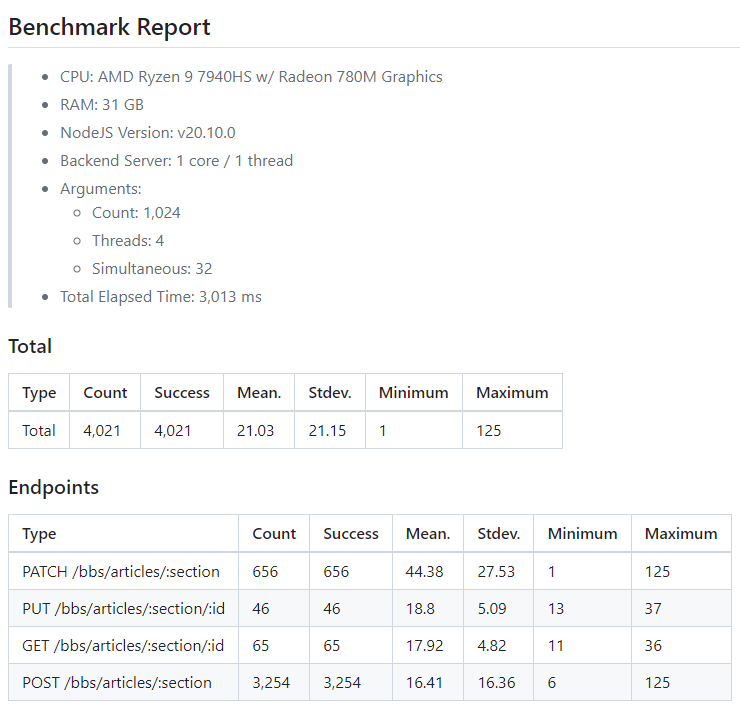 Benchmark Report
CPU: AMD Ryzen 9 7940HS w/ Radeon 780M Graphics
RAM: 31 GB
NodeJS Version: v20.10.0
Backend Server: 1 core / 1 thread
Arguments:
Count: 1,024
Threads: 4
Simultaneous: 32
Total Elapsed Time: 3,013 ms
Total
Type Count Success Mean. Stdev. Minimum Maximum
Total 4,021 4,021 21.03 21.15 1 125
Endpoints
Type Count Success Mean. Stdev. Minimum Maximum
PATCH /bbs/articles/:section 656 656 44.38 27.53 1 125
PUT /bbs/articles/:section/:id 46 46 18.8 5.09 13 37
GET /bbs/articles/:section/:id 65 65 17.92 4.82 11 36
POST /bbs/articles/:section 3,254 3,254 16.41 16.36 6 125